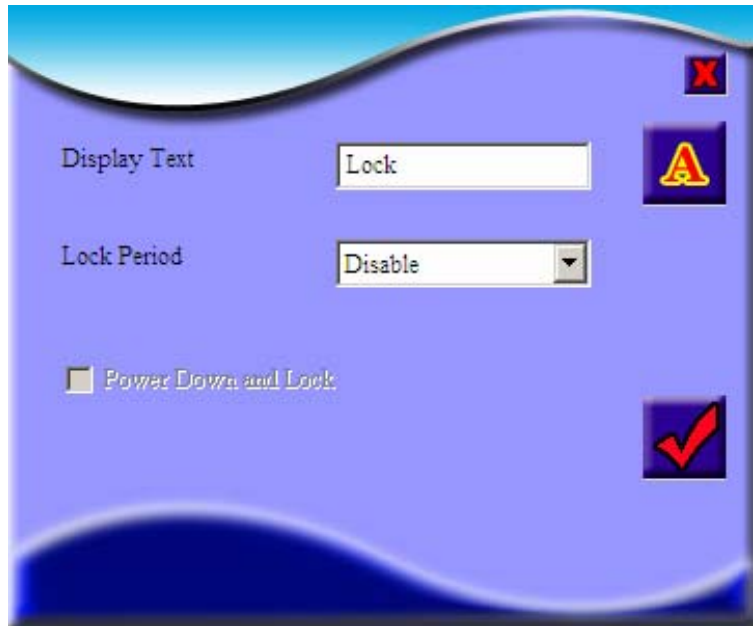 X
Display Text
Lock
A
Lock Period
Disable
Power Down and Lock